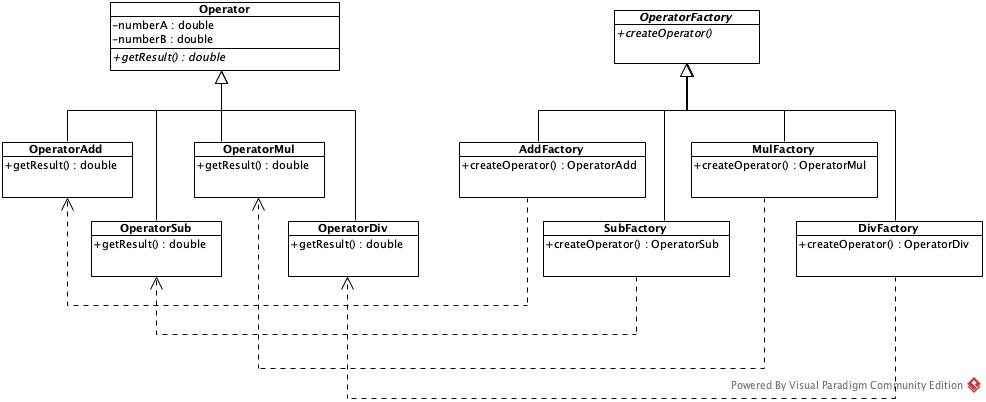 Operator
-numberA : double
-numberB : double
+getResult() : double
OperatorFactory
+createOperator()
OperatorAdd
+getResult() : double
OperatorMul
+getResult() : double
AddFactory
+createOperator() : OperatorAdd
MulFactory
+createOperator() : OperatorMul
OperatorSub
+getResult() : double
OperatorDiv
+getResult() : double
SubFactory
+createOperator() : OperatorSub
DivFactory
+createOperator() : OperatorDiv
Powered By Visual Paradigm Community Edition